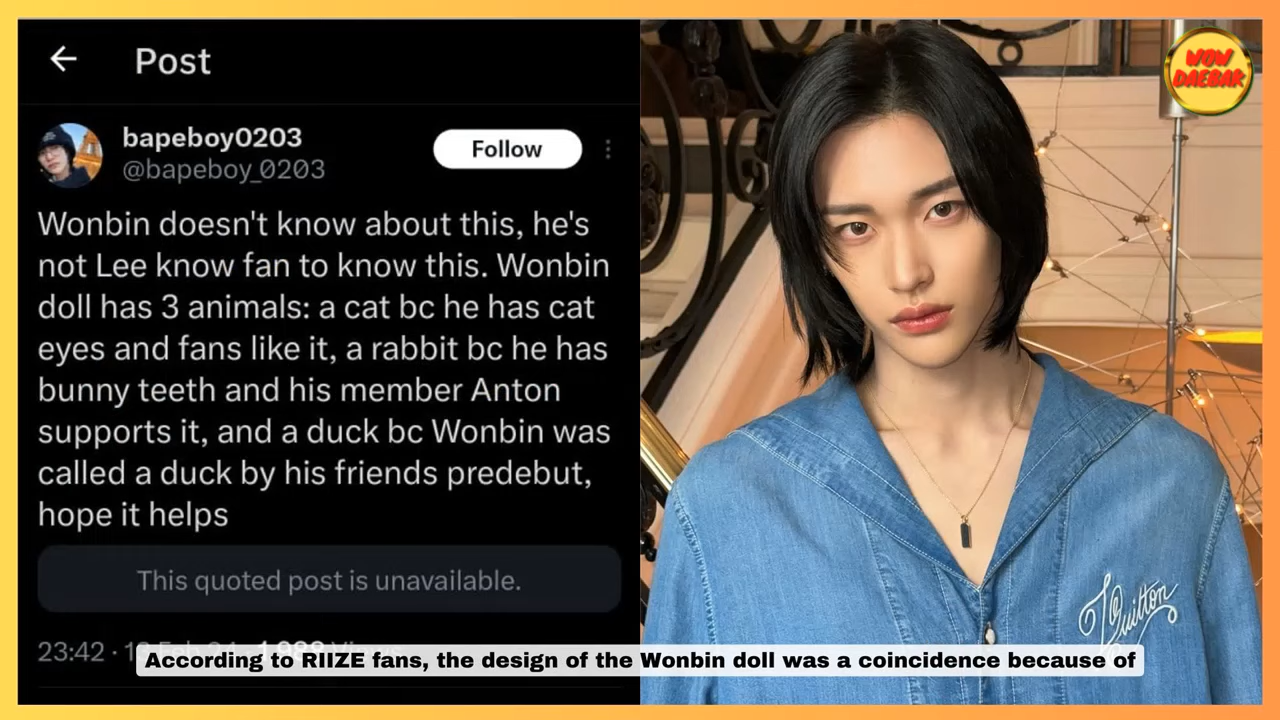 Post
bapeboy0203
@bapeboy_0203
Follow
Wonbin doesn't know about this, he's
not Lee know fan to know this. Wonbin
doll has 3 animals: a cat bc he has cat
eyes and fans like it, a rabbit bc he has
bunny teeth and his member Anton
supports it, and a duck bc Wonbin was
called a duck by his friends predebut,
hope it helps
This quoted post is unavailable.
23:42 ·
According to RIIZE fans, the design of the Wonbin doll was a coincidence because of
WOW
DAEBAK
Vuitton